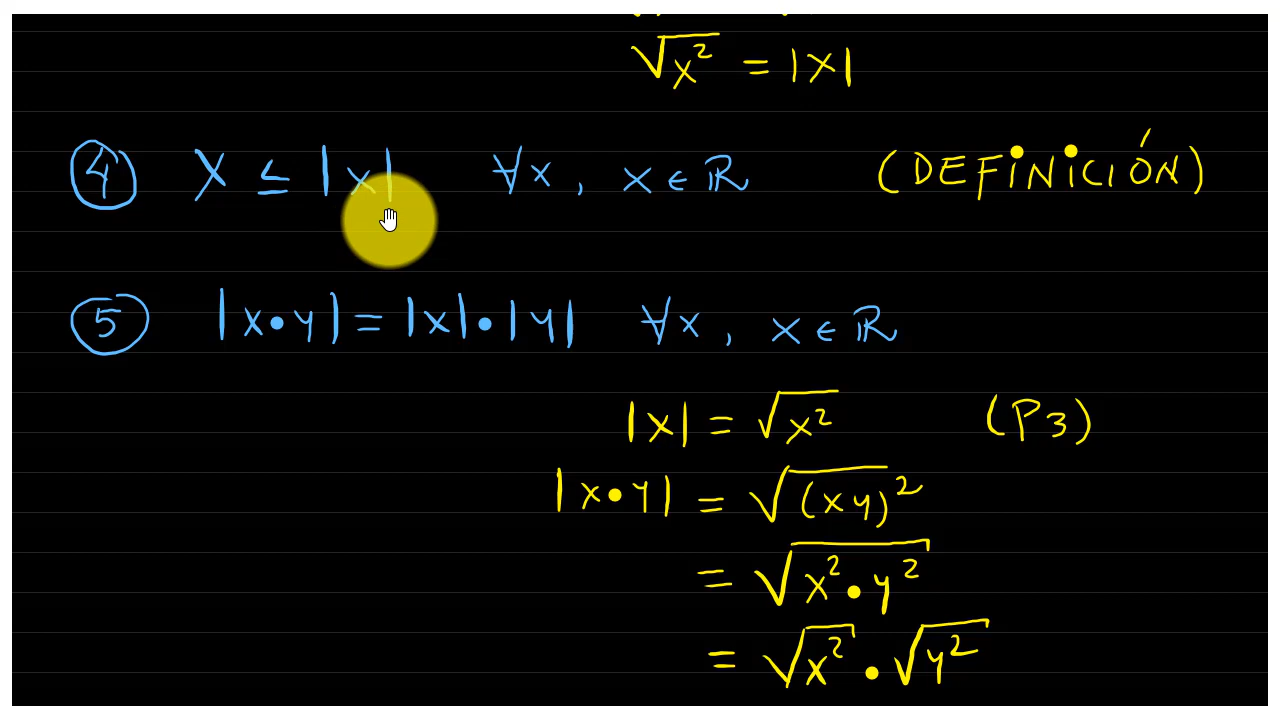 √x² = |x|
④ x ≤ |x| ∀x, x ∈ ℝ (DEFiNiCIÓN)
⑤ |x•y| = |x|•|y| ∀x, x ∈ ℝ
|x| = √x² (P3)
|x•y| = √(xy)²
= √x²•y²
= √x² • √y²